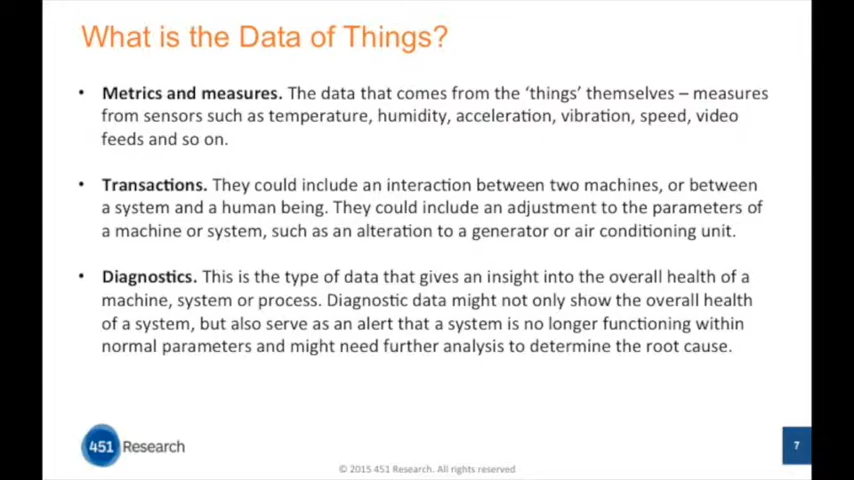 What is the Data of Things?
• Metrics and measures. The data that comes from the ‘things’ themselves – measures
from sensors such as temperature, humidity, acceleration, vibration, speed, video
feeds and so on.
• Transactions. They could include an interaction between two machines, or between
a system and a human being. They could include an adjustment to the parameters of
a machine or system, such as an alteration to a generator or air conditioning unit.
• Diagnostics. This is the type of data that gives an insight into the overall health of a
machine, system or process. Diagnostic data might not only show the overall health
of a system, but also serve as an alert that a system is no longer functioning within
normal parameters and might need further analysis to determine the root cause.
451 Research
7
© 2015 451 Research. All rights reserved